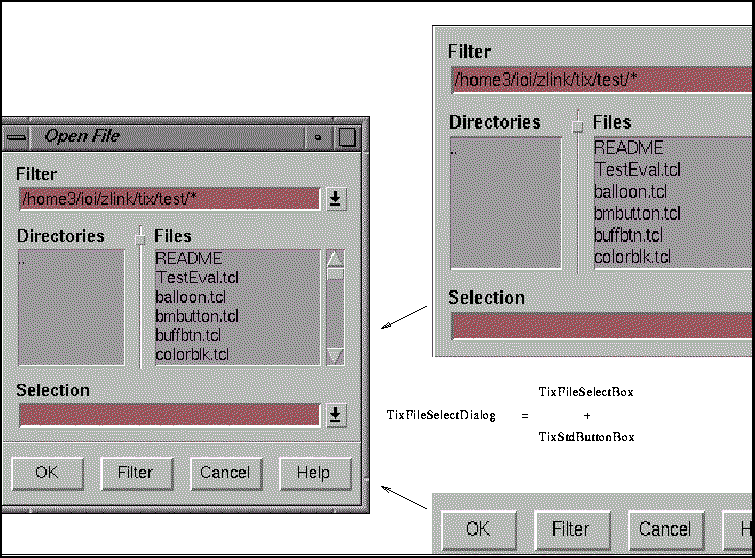 Open File
Filter
/home3/ioi/zlink/tix/test/*
Directories Files
..
README
TestEval.tcl
balloon.tcl
bmbutton.tcl
buffbtn.tcl
colorblk.tcl
Selection
OK Filter Cancel Help
Filter
/home3/ioi/zlink/tix/test/*
Directories Files
..
README
TestEval.tcl
balloon.tcl
bmbutton.tcl
buffbtn.tcl
colorblk.tcl
Selection
TixFileSelectBox
TixFileSelectDialog = +
TixStdButtonBox
OK Filter Cancel H